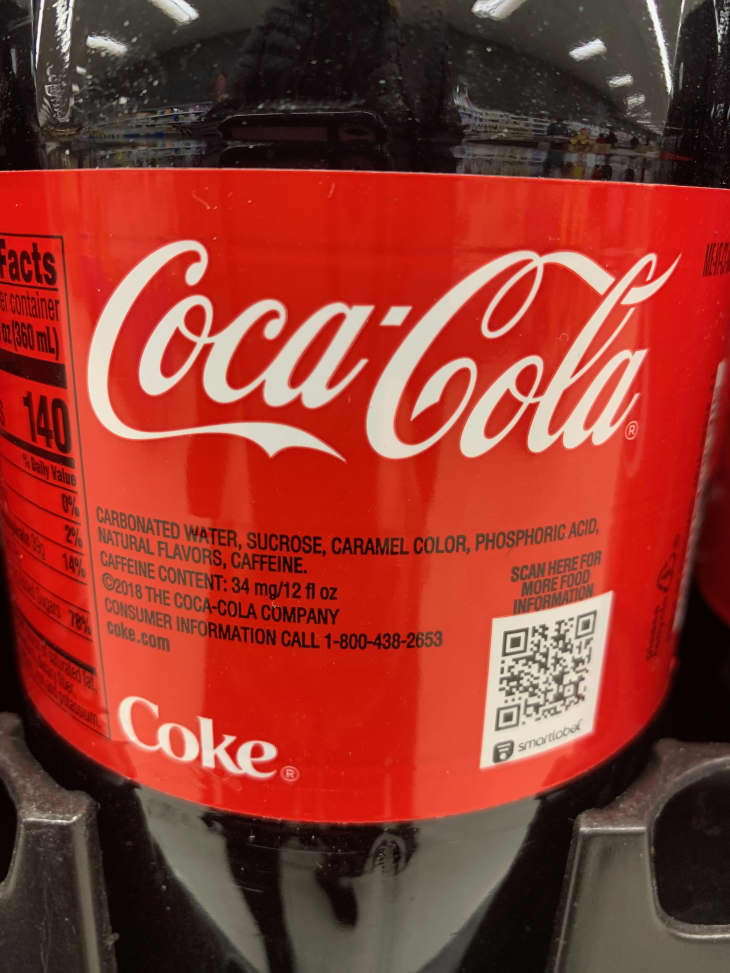 Facts
container
oz (360 mL)
140
% Daily Value
0%
2%
14%
Sugars 78%
Coca-Cola®
CARBONATED WATER, SUCROSE, CARAMEL COLOR, PHOSPHORIC ACID,
NATURAL FLAVORS, CAFFEINE.
CAFFEINE CONTENT: 34 mg/12 fl oz
©2018 THE COCA-COLA COMPANY
CONSUMER INFORMATION CALL 1-800-438-2653
coke.com
SCAN HERE FOR
MORE FOOD
INFORMATION
smartlabel
Coke®